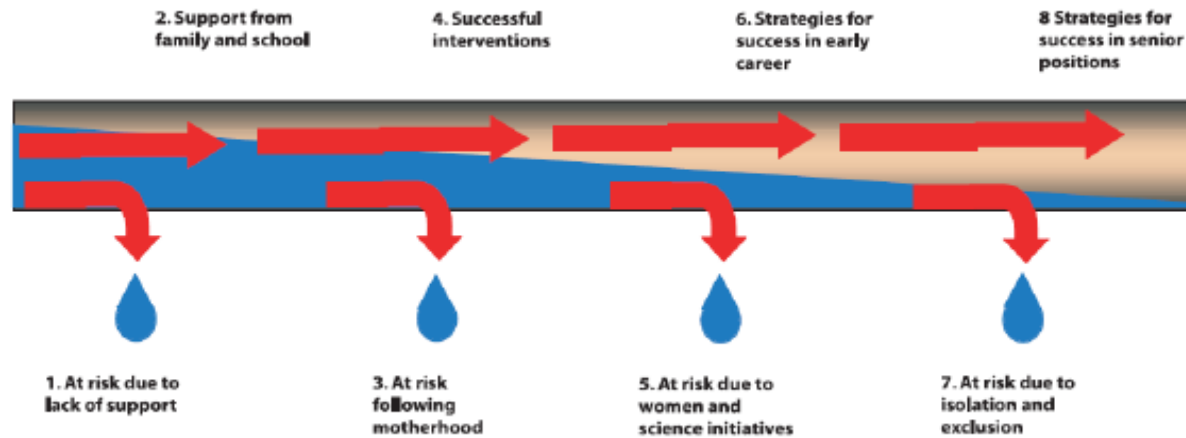 2. Support from
family and school
4. Successful
interventions
6. Strategies for
success in early
career
8 Strategies for
success in senior
positions
1. At risk due to
lack of support
3. At risk
following
motherhood
5. At risk due to
women and
science initiatives
7. At risk due to
isolation and
exclusion